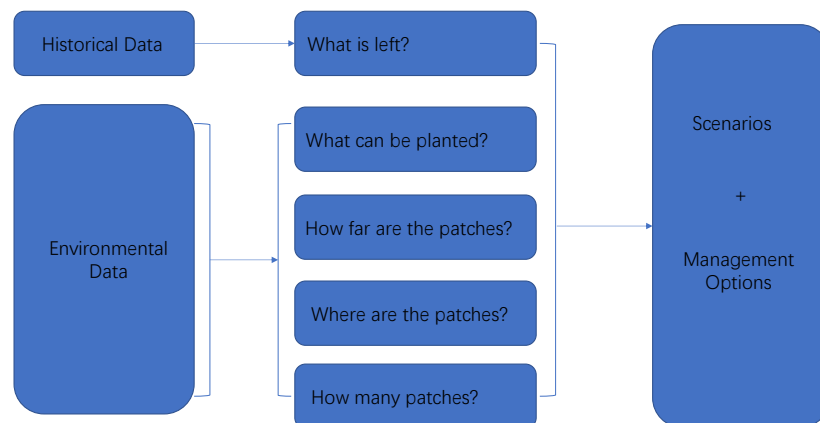 Historical Data
What is left?
Environmental
Data
What can be planted?
How far are the patches?
Where are the patches?
How many patches?
Scenarios
+
Management
Options